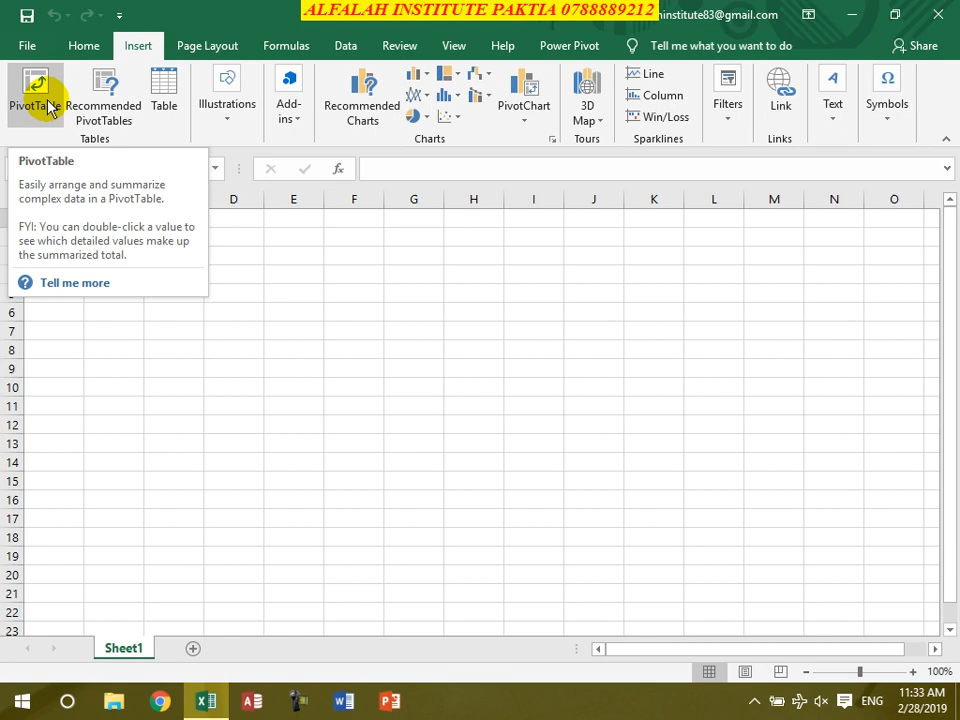 ALFALAH INSTITUTE PAKTIA 0788889212
ninstitute83@gmail.com
File Home Insert Page Layout Formulas Data Review View Help Power Pivot Tell me what you want to do Share
PivotTable
Recommended
PivotTables
Table
Illustrations
Add-
ins
Recommended
Charts
PivotChart
3D
Map
Line
Column
Win/Loss
Filters
Link
Text
Symbols
Tables
Charts
Tours
Sparklines
Links
PivotTable
Easily arrange and summarize
complex data in a PivotTable.
FYI: You can double-click a value to
see which detailed values make up
the summarized total.
Tell me more
fx
D E F G H I J K L M N O
6
7
8
9
10
11
12
13
14
15
16
17
18
19
20
21
22
23
Sheet1
100%
ENG
11:33 AM
2/28/2019